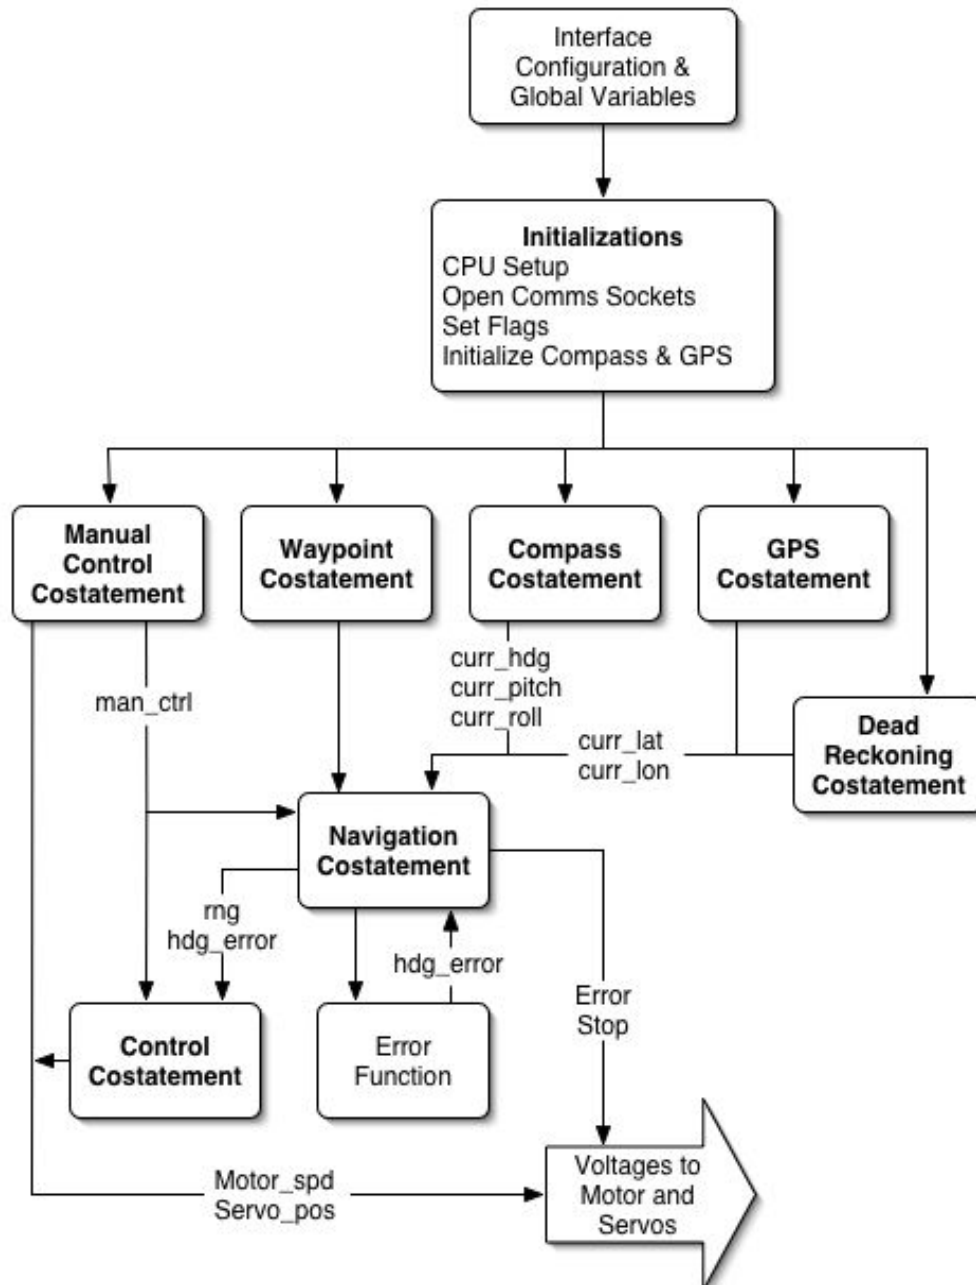 Interface
Configuration &
Global Variables
Initializations
CPU Setup
Open Comms Sockets
Set Flags
Initialize Compass & GPS
Manual
Control
Costatement
Waypoint
Costatement
Compass
Costatement
GPS
Costatement
man_ctrl
curr_hdg
curr_pitch
curr_roll
curr_lat
curr_lon
Dead
Reckoning
Costatement
Navigation
Costatement
rng
hdg_error
hdg_error
Error
Stop
Control
Costatement
Error
Function
Motor_spd
Servo_pos
Voltages to
Motor and
Servos